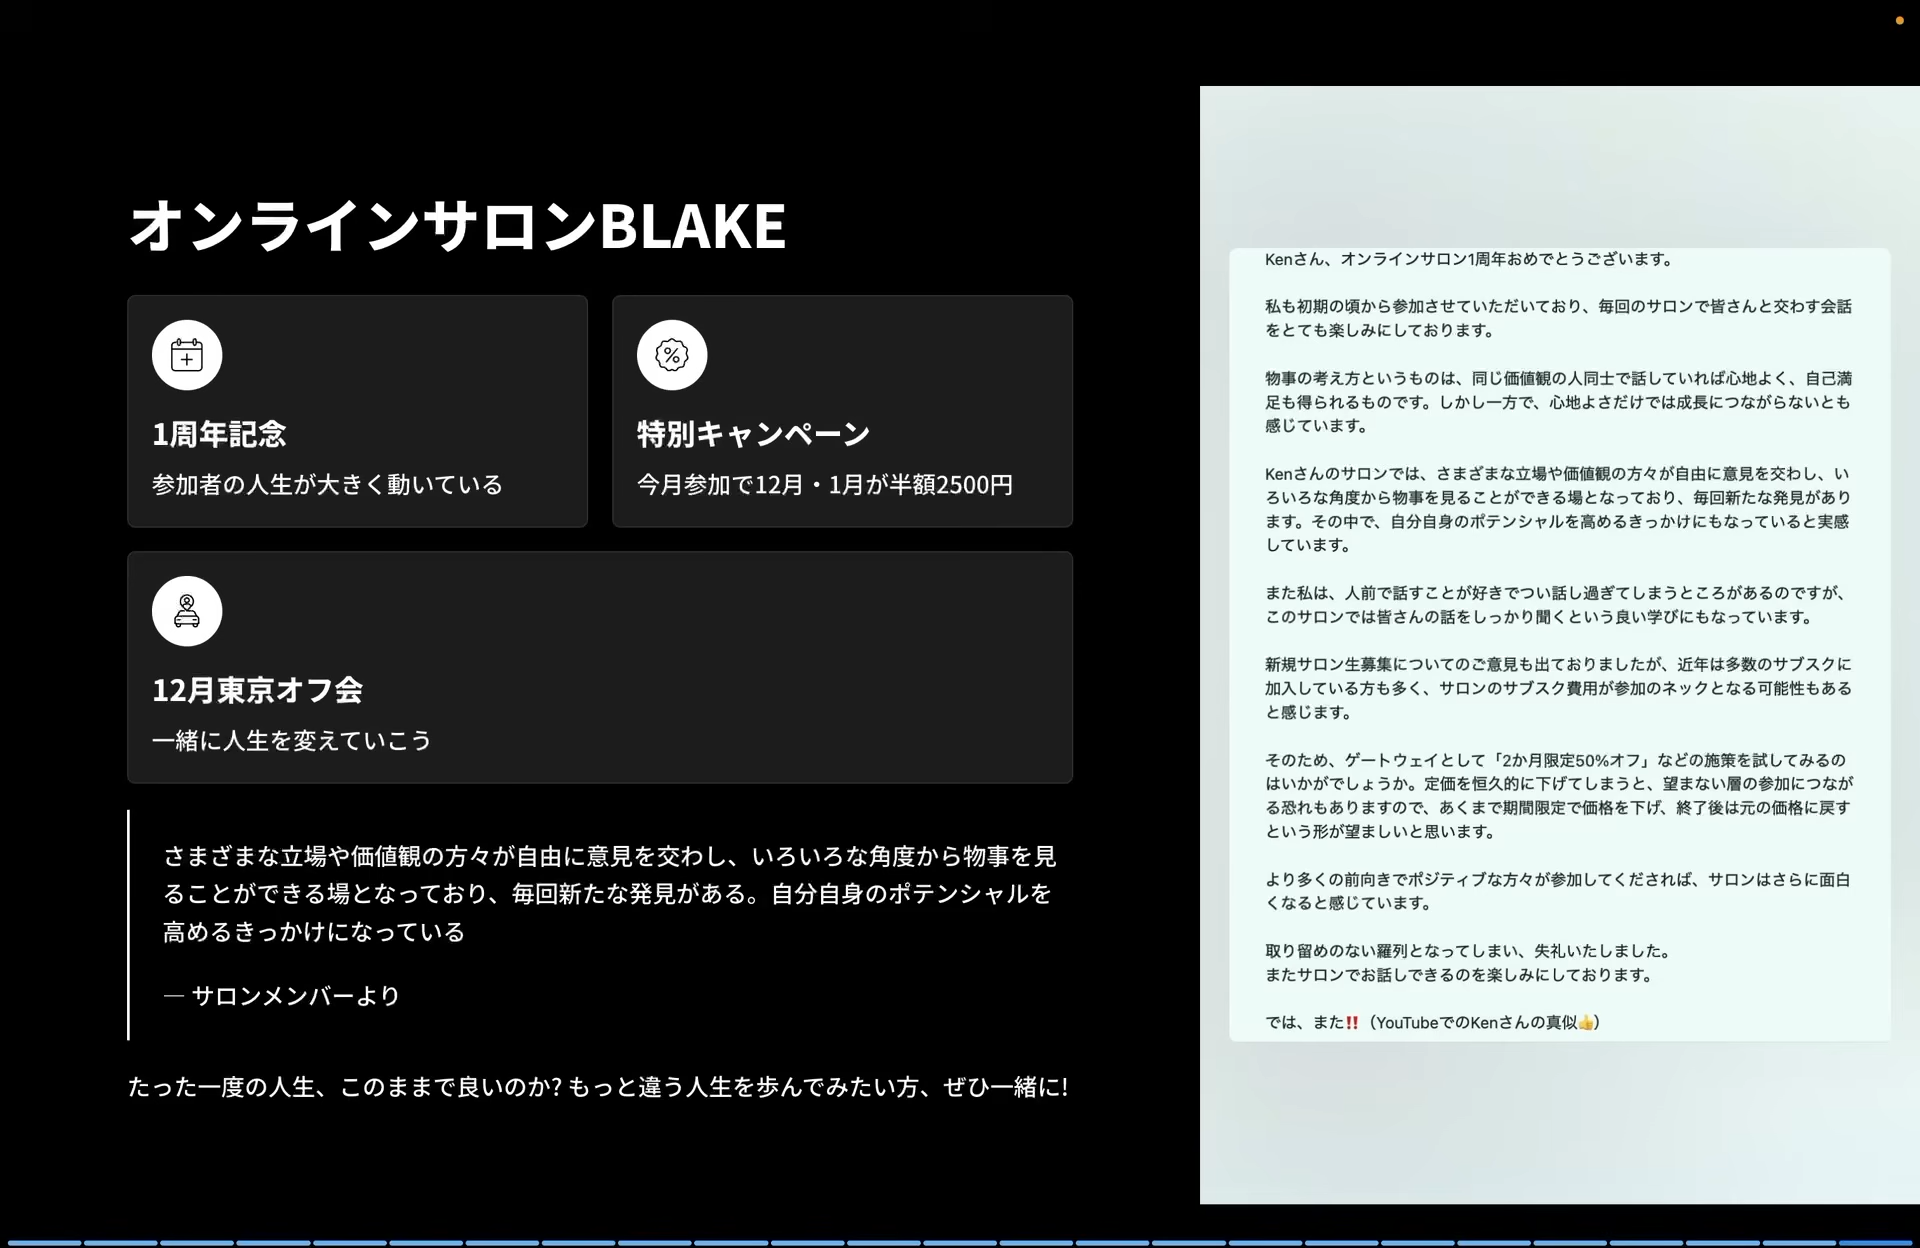 オンラインサロンBLAKE
1周年記念
参加者の人生が大きく動いている
特別キャンペーン
今月参加で12月・1月が半額2500円
12月東京オフ会
一緒に人生を変えていこう
さまざまな立場や価値観の方々が自由に意見を交わし、いろいろな角度から物事を見
ることができる場となっており、毎回新たな発見がある。自分自身のポテンシャルを
高めるきっかけになっている
— サロンメンバーより
たった一度の人生、このままで良いのか? もっと違う人生を歩んでみたい方、ぜひ一緒に!
Kenさん、オンラインサロン1周年おめでとうございます。
私も初期の頃から参加させていただいており、毎回のサロンで皆さんと交わす会話
をとても楽しみにしております。
物事の考え方というものは、同じ価値観の人同士で話していれば心地よく、自己満
足も得られるものです。しかし一方で、心地よさだけでは成長につながらないとも
感じています。
Kenさんのサロンでは、さまざまな立場や価値観の方々が自由に意見を交わし、い
ろいろな角度から物事を見ることができる場となっており、毎回新たな発見があり
ます。その中で、自分自身のポテンシャルを高めるきっかけにもなっていると実感
しています。
また私は、人前で話すことが好きでつい話し過ぎてしまうところがあるのですが、
このサロンでは皆さんの話をしっかり聞くという良い学びにもなっています。
新規サロン生募集についてのご意見も出ておりましたが、近年は多数のサブスクに
加入している方も多く、サロンのサブスク費用が参加のネックとなる可能性もある
と感じます。
そのため、ゲートウェイとして「2か月限定50%オフ」などの施策を試してみるの
はいかがでしょうか。定価を恒久的に下げてしまうと、望まない層の参加につなが
る恐れもありますので、あくまで期間限定で価格を下げ、終了後は元の価格に戻す
という形が望ましいと思います。
より多くの前向きでポジティブな方々が参加してくだされば、サロンはさらに面白
くなると感じています。
取り留めのない羅列となってしまい、失礼いたしました。
またサロンでお話しできるのを楽しみにしております。
では、また‼️（YouTubeでのKenさんの真似👍）